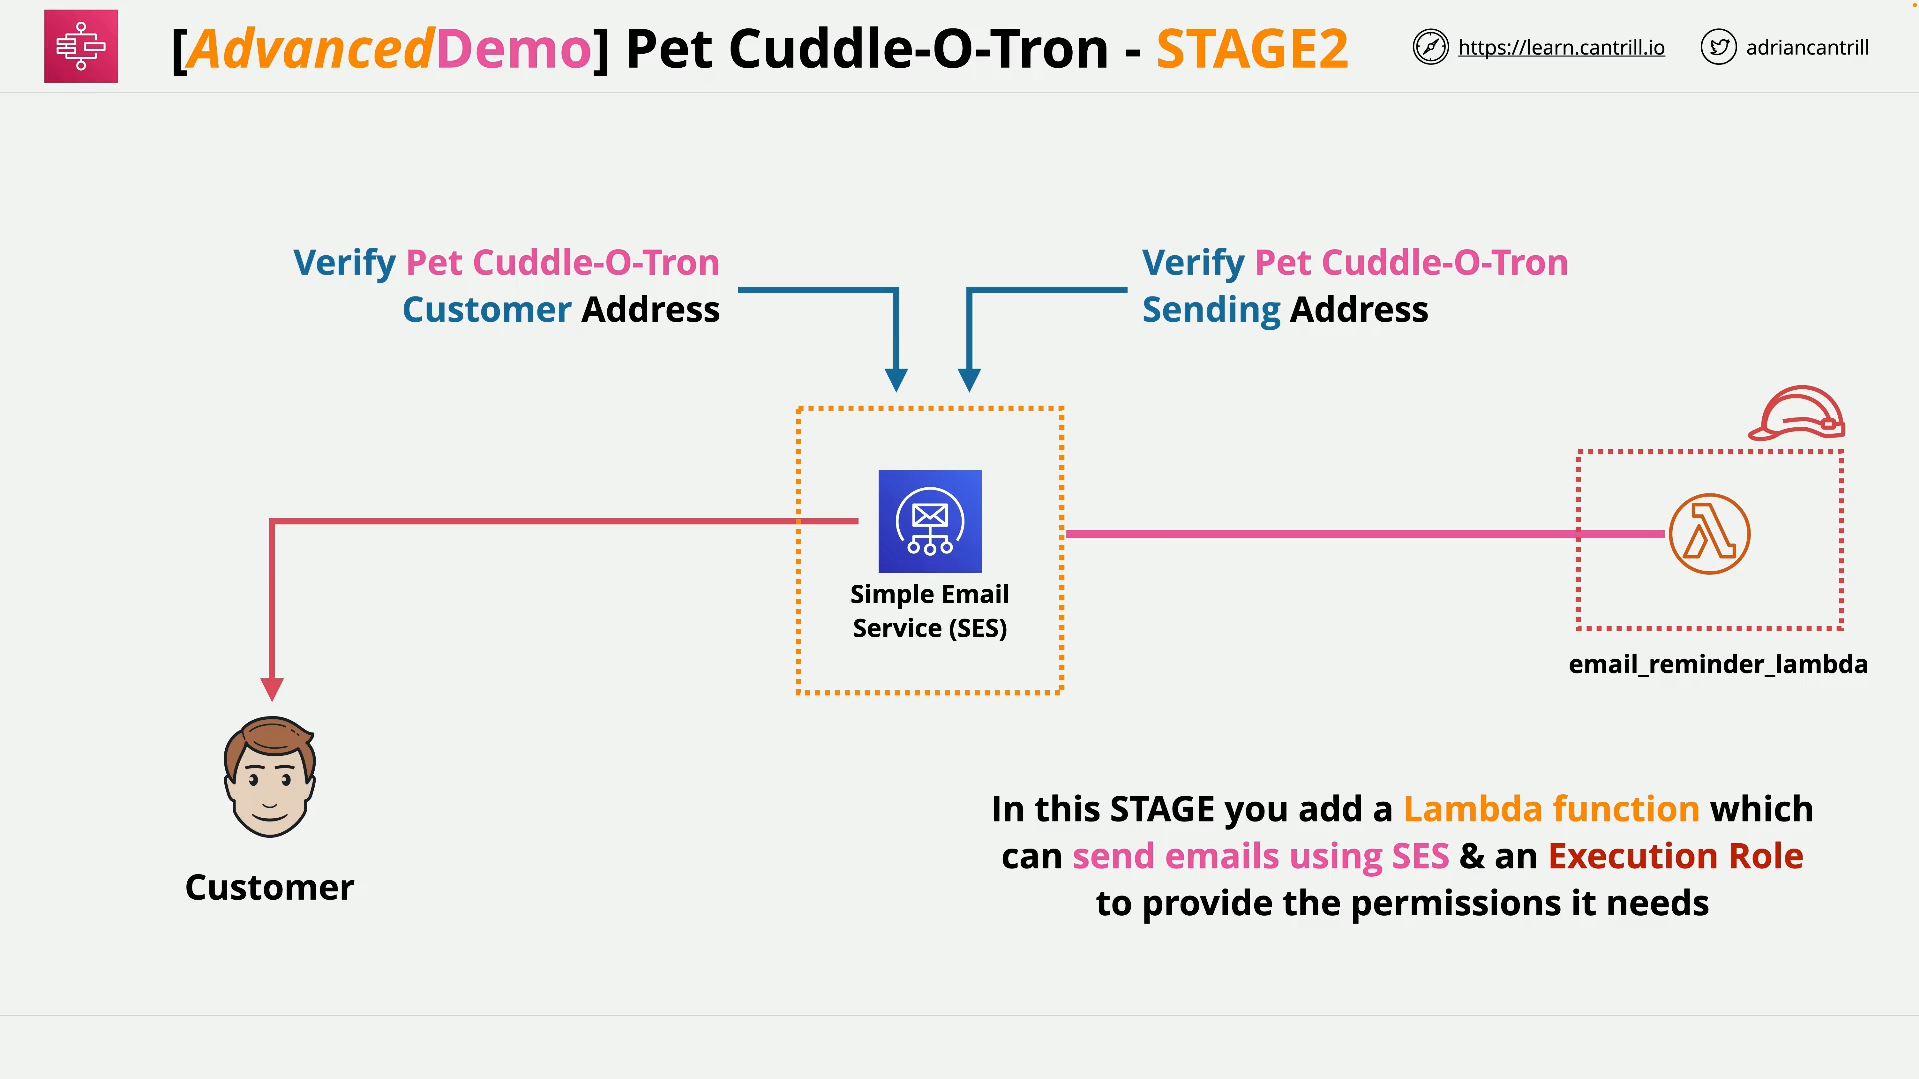 [AdvancedDemo] Pet Cuddle-O-Tron - STAGE2
https://learn.cantrill.io
adriancantrill
Verify Pet Cuddle-O-Tron
Customer Address
Verify Pet Cuddle-O-Tron
Sending Address
Simple Email
Service (SES)
email_reminder_lambda
Customer
In this STAGE you add a Lambda function which
can send emails using SES & an Execution Role
to provide the permissions it needs